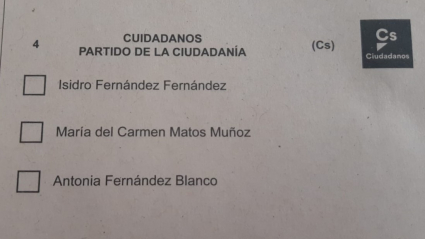 4
CUIDADANOS
PARTIDO DE LA CIUDADANÍA
(Cs)
Cs
Ciudadanos
Isidro Fernández Fernández
María del Carmen Matos Muñoz
Antonia Fernández Blanco